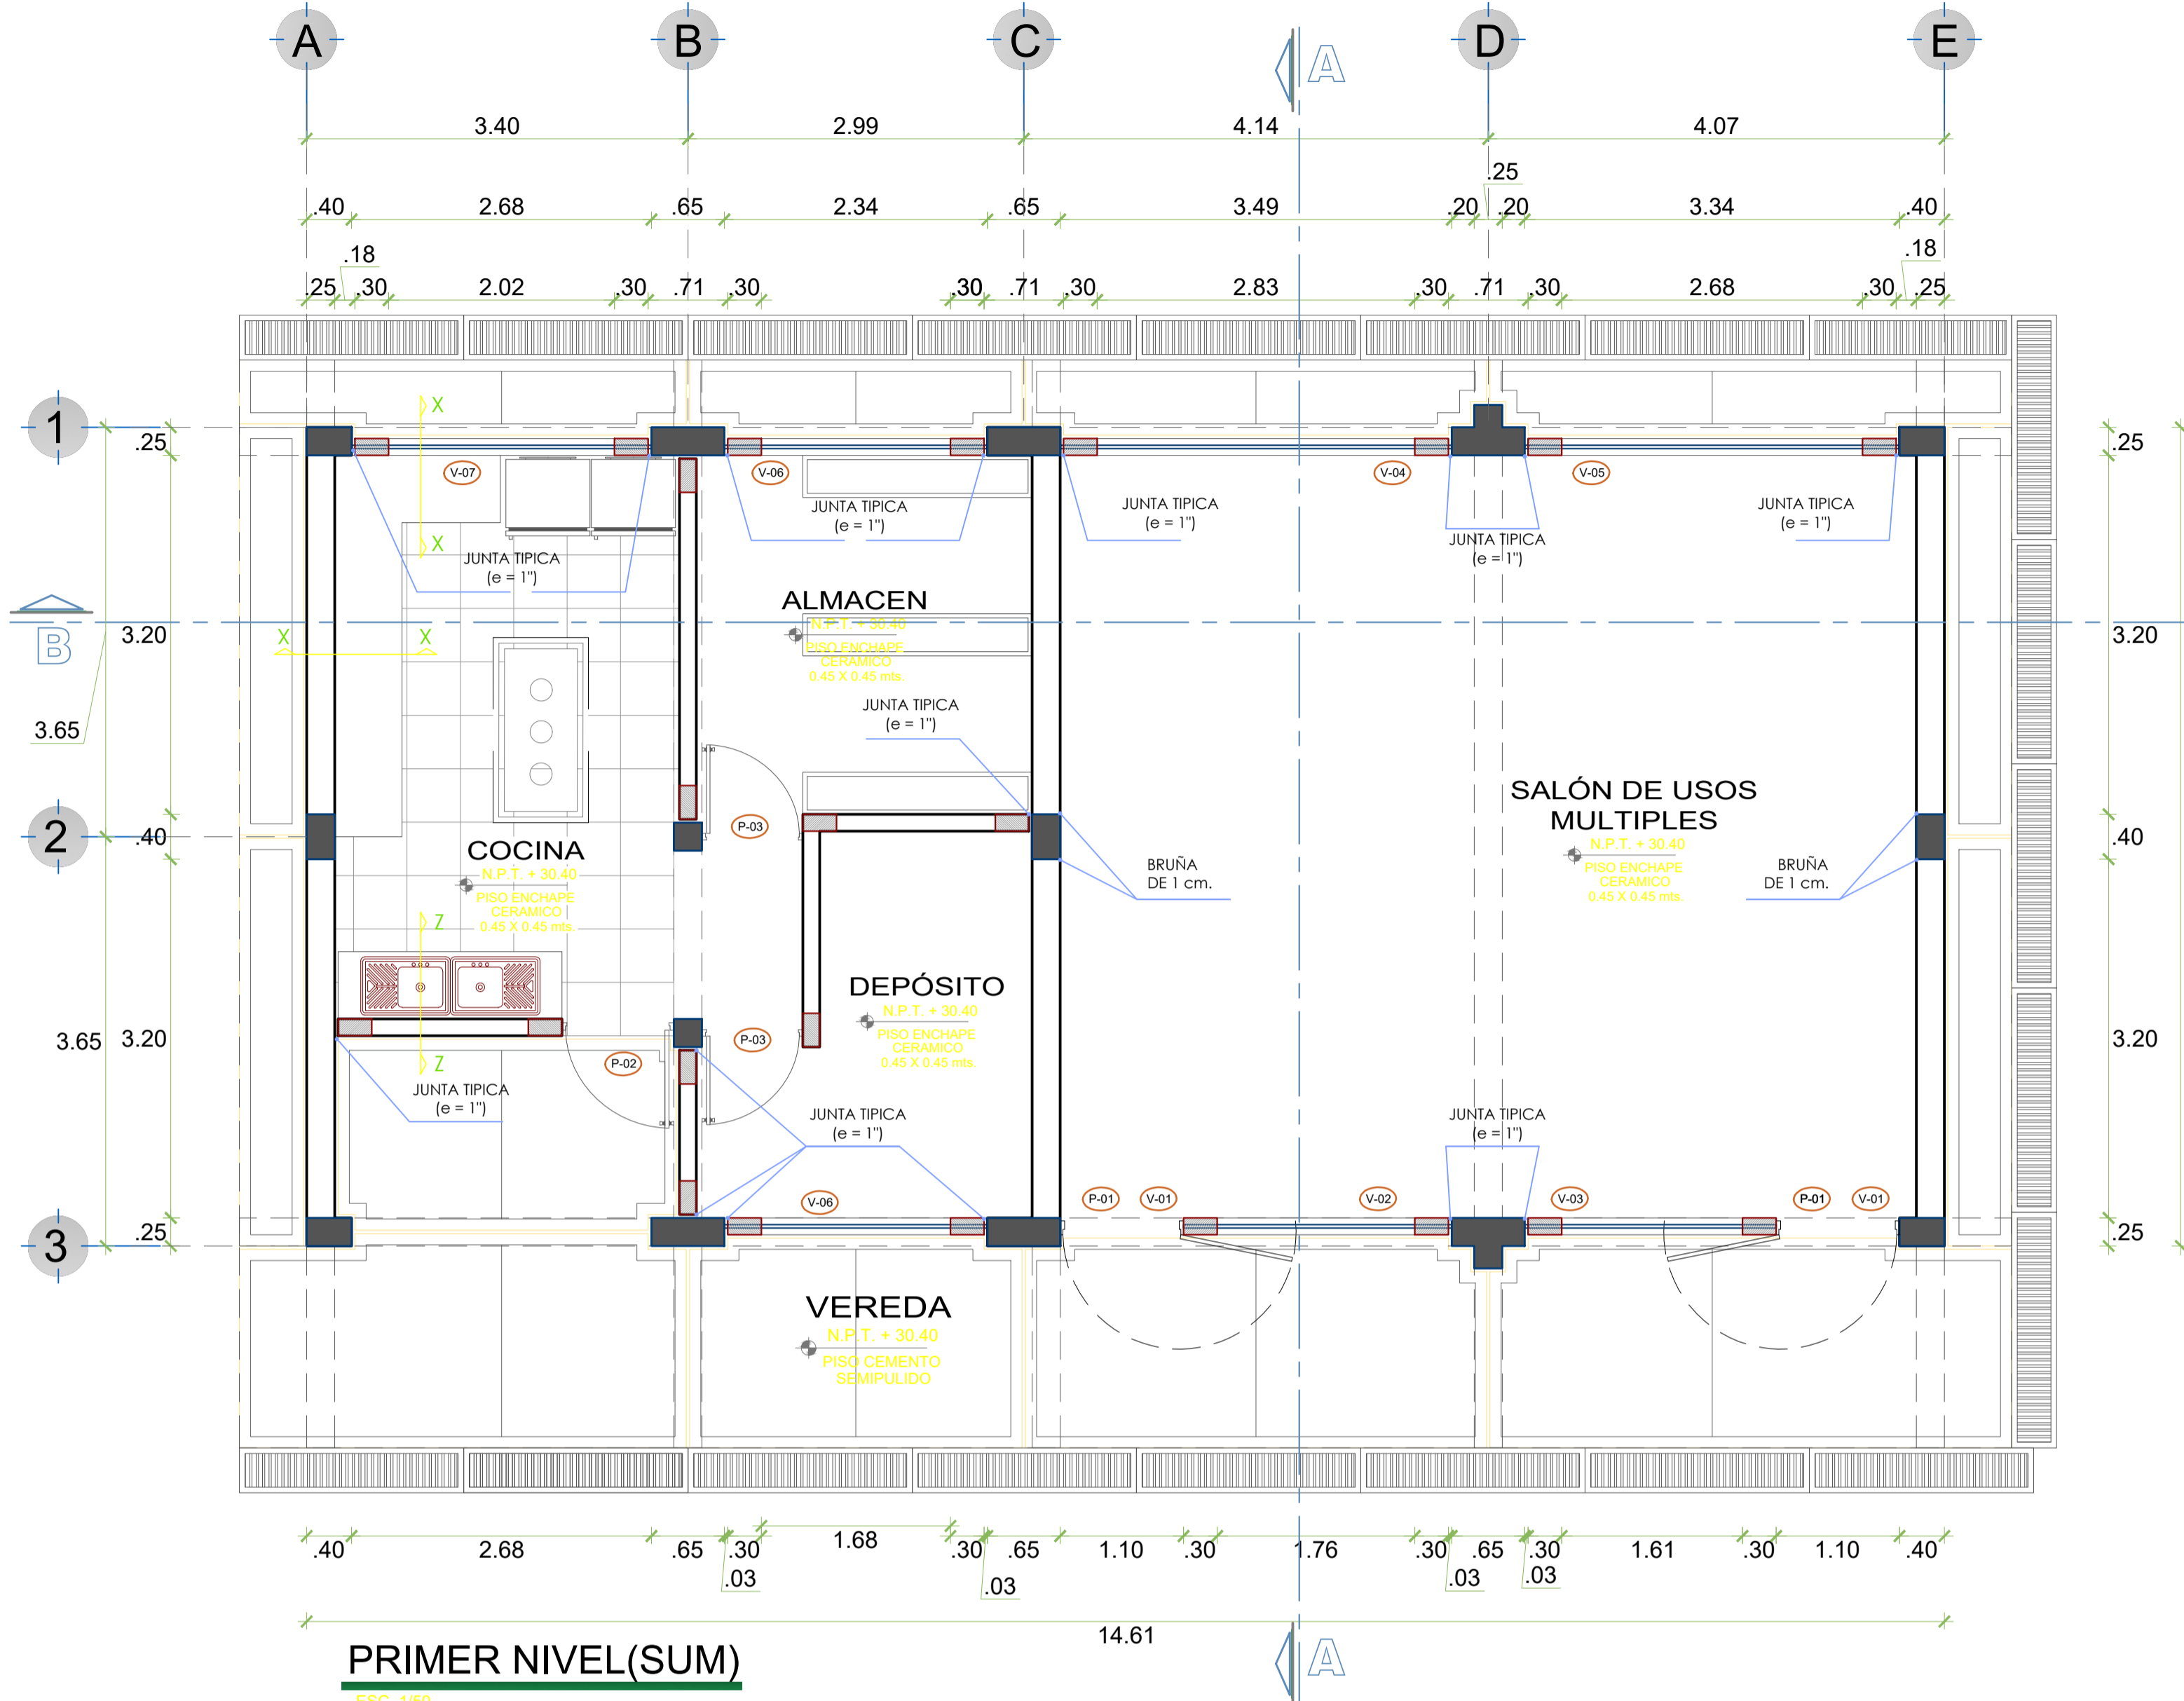 A B C D E
A
3.40 2.99 4.14 4.07
.25
.40 2.68 .65 2.34 .65 3.49 .20 .20 3.34 .40
.18 .18
.25 .30 2.02 .30 .71 .30 .30 .71 .30 2.83 .30 .71 .30 2.68 .30 .25
X
1
.25 .25
V-07 V-06 V-04 V-05
JUNTA TIPICA
(e = 1")
JUNTA TIPICA
(e = 1")
JUNTA TIPICA
(e = 1")
JUNTA TIPICA
(e = 1")
X
JUNTA TIPICA
(e = 1")
ALMACEN
N.P.T. + 30.40
PISO ENCHAPE
CERAMICO
0.45 X 0.45 mts.
B
3.20 3.20
X X
JUNTA TIPICA
(e = 1")
3.65
SALÓN DE USOS
MULTIPLES
N.P.T. + 30.40
PISO ENCHAPE
CERAMICO
0.45 X 0.45 mts.
2
.40 .40
P-03
COCINA
N.P.T. + 30.40
PISO ENCHAPE
CERAMICO
0.45 X 0.45 mts.
BRUÑA
DE 1 cm.
BRUÑA
DE 1 cm.
Z
DEPÓSITO
N.P.T. + 30.40
PISO ENCHAPE
CERAMICO
0.45 X 0.45 mts.
3.65 3.20 3.20
P-03
P-02
Z
JUNTA TIPICA
(e = 1")
JUNTA TIPICA
(e = 1")
JUNTA TIPICA
(e = 1")
V-06 P-01 V-01 V-02 V-03 P-01 V-01
3
.25 .25
VEREDA
N.P.T. + 30.40
PISO CEMENTO
SEMIPULIDO
.40 2.68 .65 .30 1.68 .30 .65 1.10 .30 1.76 .30 .65 .30 1.61 .30 1.10 .40
.03 .03 .03 .03
14.61
A
PRIMER NIVEL(SUM)
ESC. 1/50